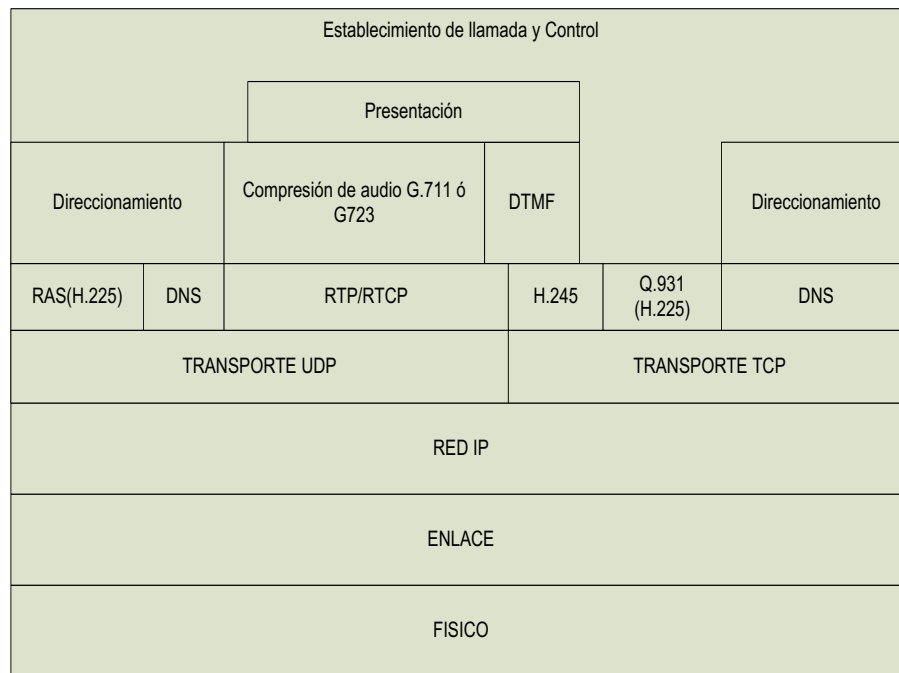 Establecimiento de llamada y Control
Presentación
Direccionamiento
Compresión de audio G.711 ó
G723
DTMF
Direccionamiento
RAS(H.225)
DNS
RTP/RTCP
H.245
Q.931
(H.225)
DNS
TRANSPORTE UDP
TRANSPORTE TCP
RED IP
ENLACE
FISICO